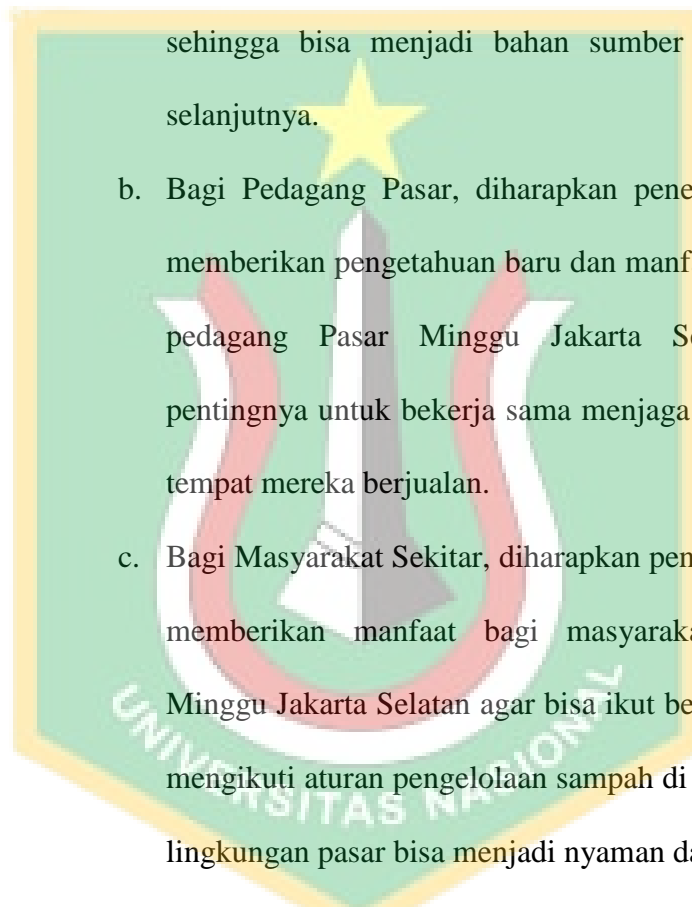 sehingga bisa menjadi bahan sumber
selanjutnya.
b. Bagi Pedagang Pasar, diharapkan pene
memberikan pengetahuan baru dan manf
pedagang Pasar Minggu Jakarta Se
pentingnya untuk bekerja sama menjaga
tempat mereka berjualan.
c. Bagi Masyarakat Sekitar, diharapkan pen
memberikan manfaat bagi masyaraka
Minggu Jakarta Selatan agar bisa ikut be
mengikuti aturan pengelolaan sampah di
lingkungan pasar bisa menjadi nyaman da
UNIVERSITAS NASIONAL